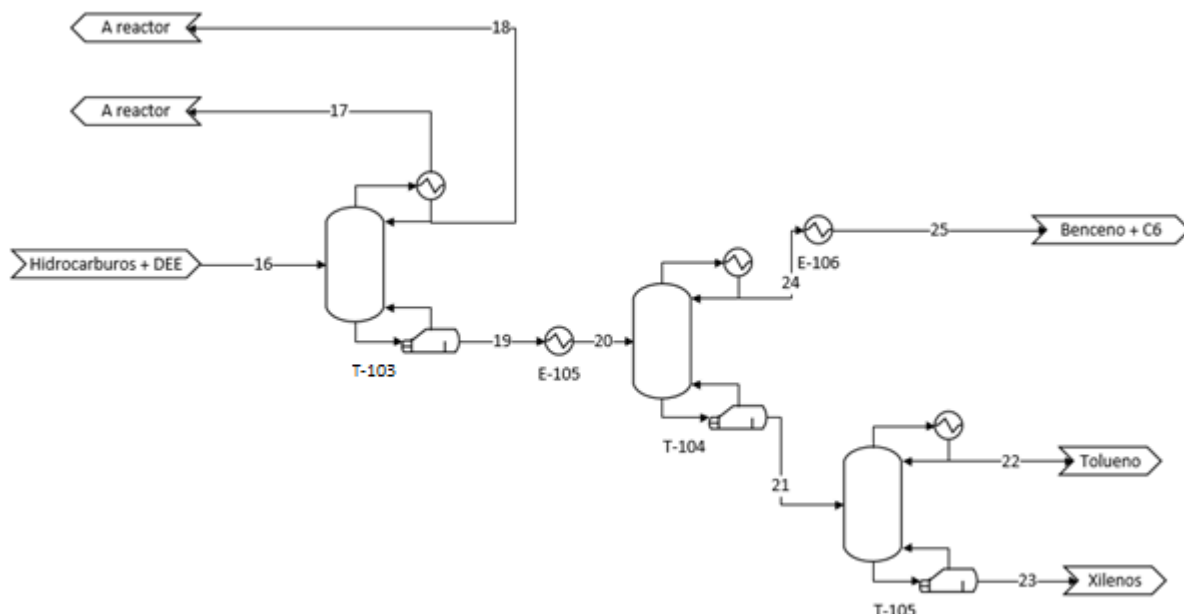 A reactor
18
A reactor
17
Hidrocarburos + DEE
16
25
Benceno + C6
E-106
24
19
20
T-103
E-105
T-104
21
22
Tolueno
23
Xilenos
T-105